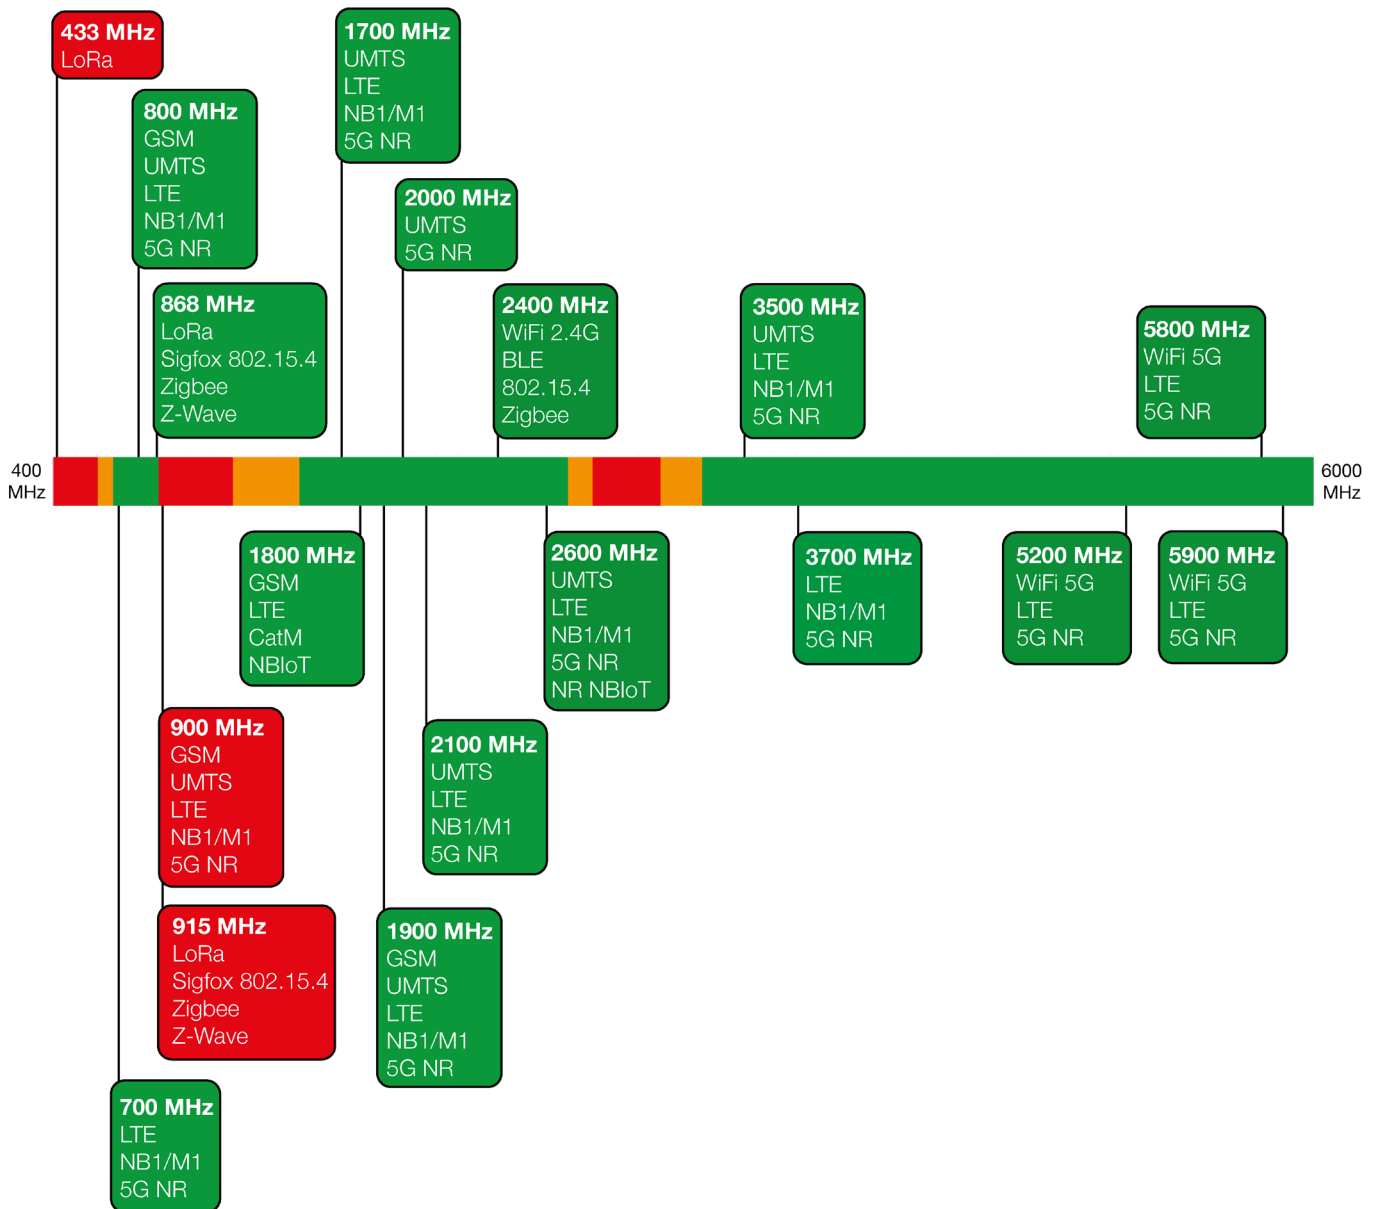 433 MHz
LoRa
800 MHz
GSM
UMTS
LTE
NB1/M1
5G NR
868 MHz
LoRa
Sigfox 802.15.4
Zigbee
Z-Wave
1700 MHz
UMTS
LTE
NB1/M1
5G NR
2000 MHz
UMTS
5G NR
2400 MHz
WiFi 2.4G
BLE
802.15.4
Zigbee
3500 MHz
UMTS
LTE
NB1/M1
5G NR
5800 MHz
WiFi 5G
LTE
5G NR
400
MHz
6000
MHz
1800 MHz
GSM
LTE
CatM
NBIoT
2600 MHz
UMTS
LTE
NB1/M1
5G NR
NR NBIoT
3700 MHz
LTE
NB1/M1
5G NR
5200 MHz
WiFi 5G
LTE
5G NR
5900 MHz
WiFi 5G
LTE
5G NR
900 MHz
GSM
UMTS
LTE
NB1/M1
5G NR
2100 MHz
UMTS
LTE
NB1/M1
5G NR
915 MHz
LoRa
Sigfox 802.15.4
Zigbee
Z-Wave
1900 MHz
GSM
UMTS
LTE
NB1/M1
5G NR
700 MHz
LTE
NB1/M1
5G NR